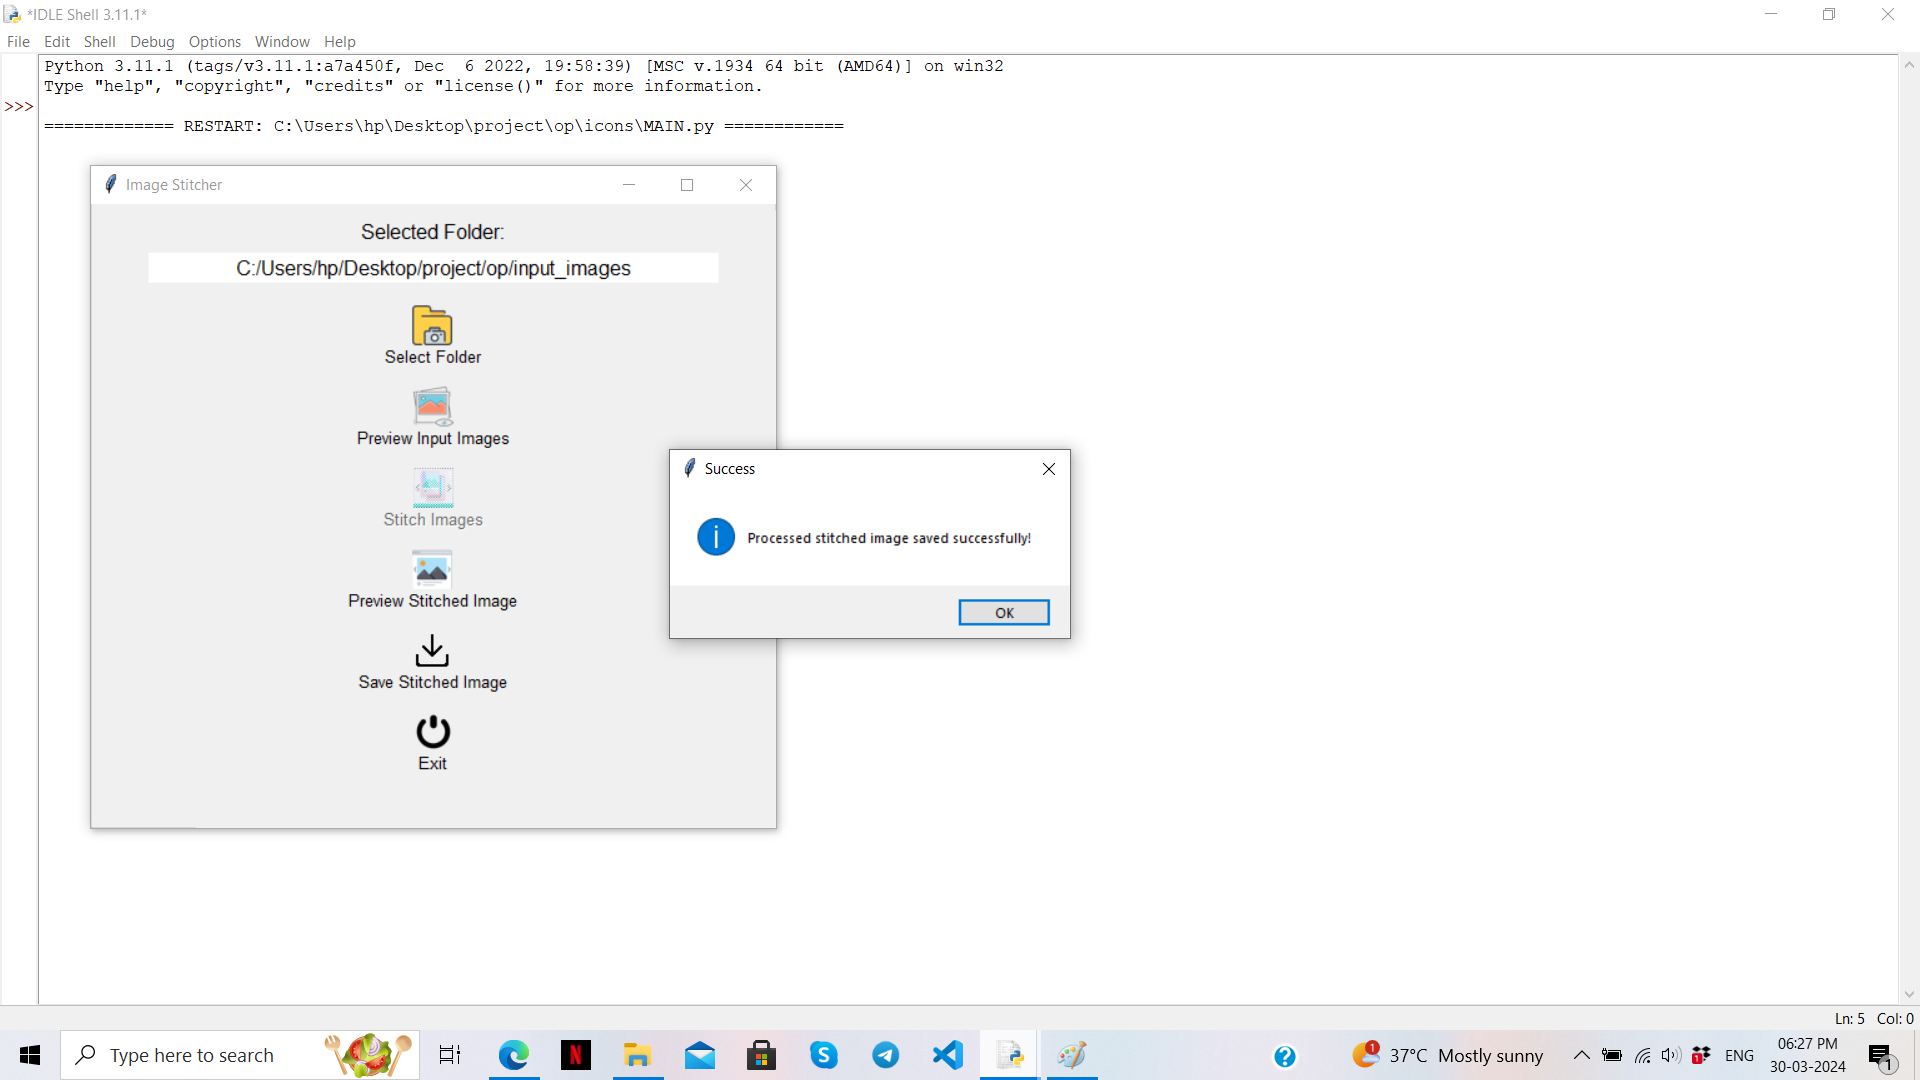 *IDLE Shell 3.11.1*
File Edit Shell Debug Options Window Help
Python 3.11.1 (tags/v3.11.1:a7a450f, Dec  6 2022, 19:58:39) [MSC v.1934 64 bit (AMD64)] on win32
Type "help", "copyright", "credits" or "license()" for more information.
>>>
============= RESTART: C:\Users\hp\Desktop\project\op\icons\MAIN.py ============
Image Stitcher
Selected Folder:
C:/Users/hp/Desktop/project/op/input_images
Select Folder
Preview Input Images
Stitch Images
Preview Stitched Image
Save Stitched Image
Exit
Success
Processed stitched image saved successfully!
OK
Ln: 5 Col: 0
Type here to search
37°C Mostly sunny
ENG
06:27 PM
30-03-2024